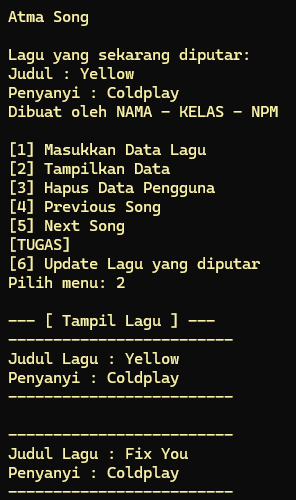 Atma Song
Lagu yang sekarang diputar:
Judul : Yellow
Penyanyi : Coldplay
Dibuat oleh NAMA - KELAS - NPM
[1] Masukkan Data Lagu
[2] Tampilkan Data
[3] Hapus Data Pengguna
[4] Previous Song
[5] Next Song
[TUGAS]
[6] Update Lagu yang diputar
Pilih menu: 2
--- [ Tampil Lagu ] ---
-------------------------
Judul Lagu : Yellow
Penyanyi : Coldplay
-------------------------
-------------------------
Judul Lagu : Fix You
Penyanyi : Coldplay
-------------------------